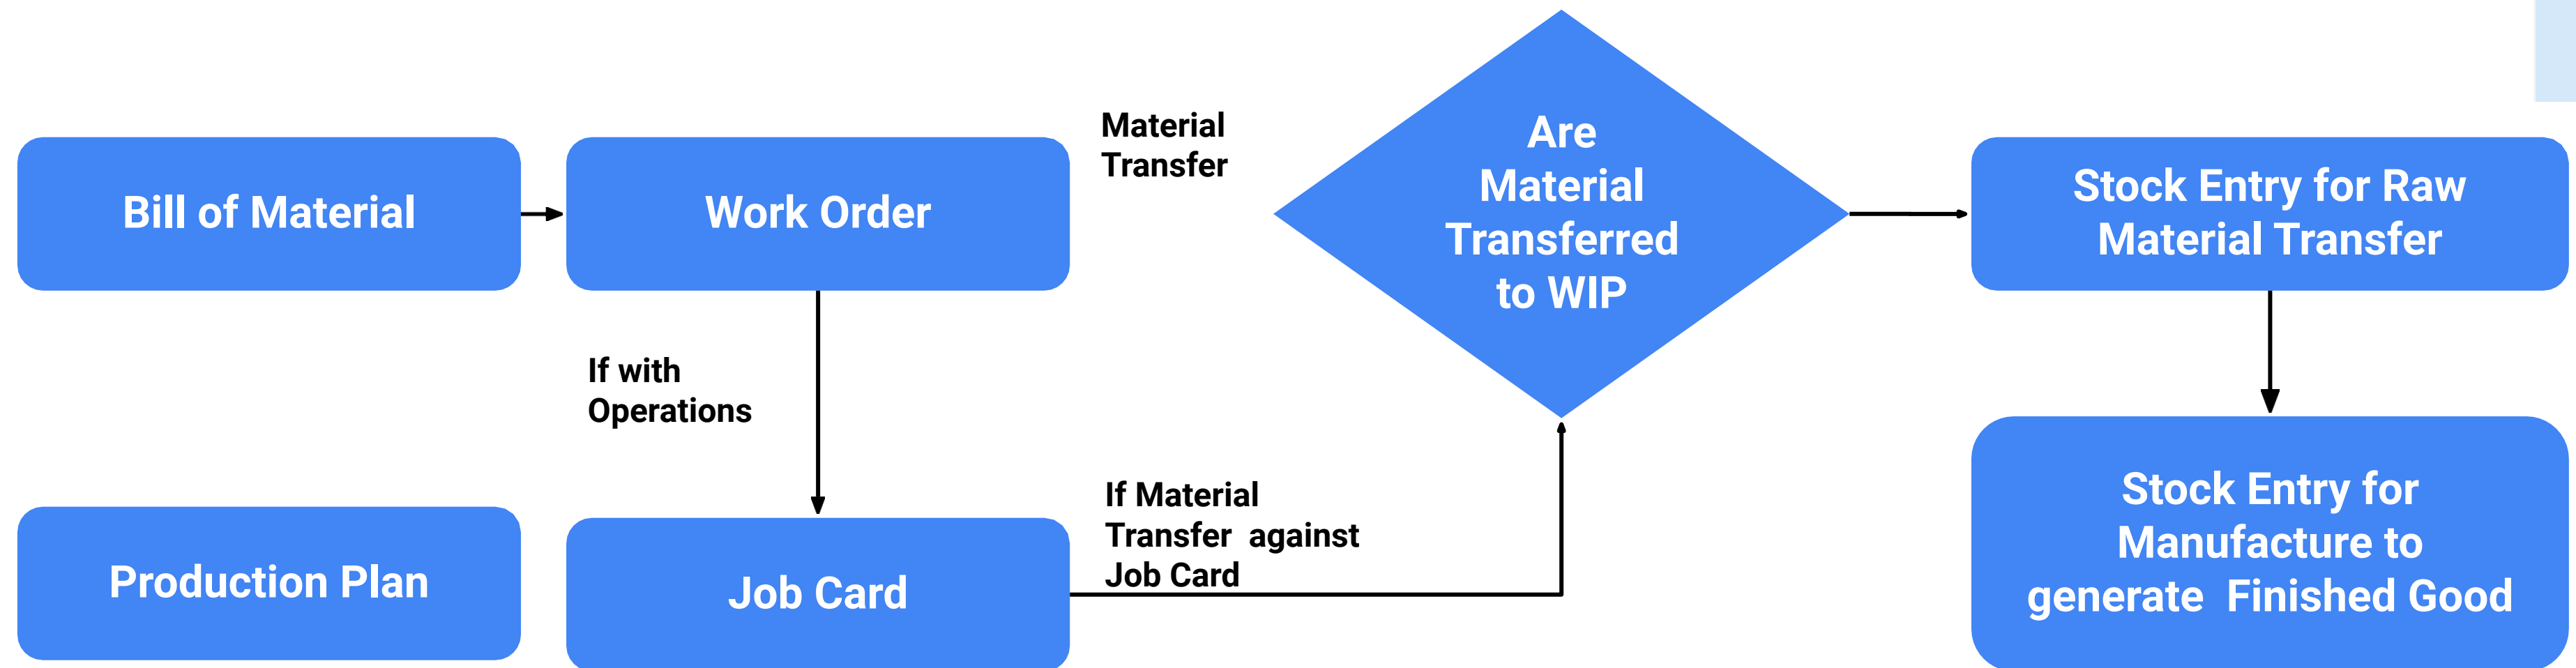 Bill of Material
Work Order
Material
Transfer
Are
Material
Transferred
to WIP
Stock Entry for Raw
Material Transfer
If with
Operations
Production Plan
Job Card
If Material
Transfer  against
Job Card
Stock Entry for
Manufacture to
generate  Finished Good